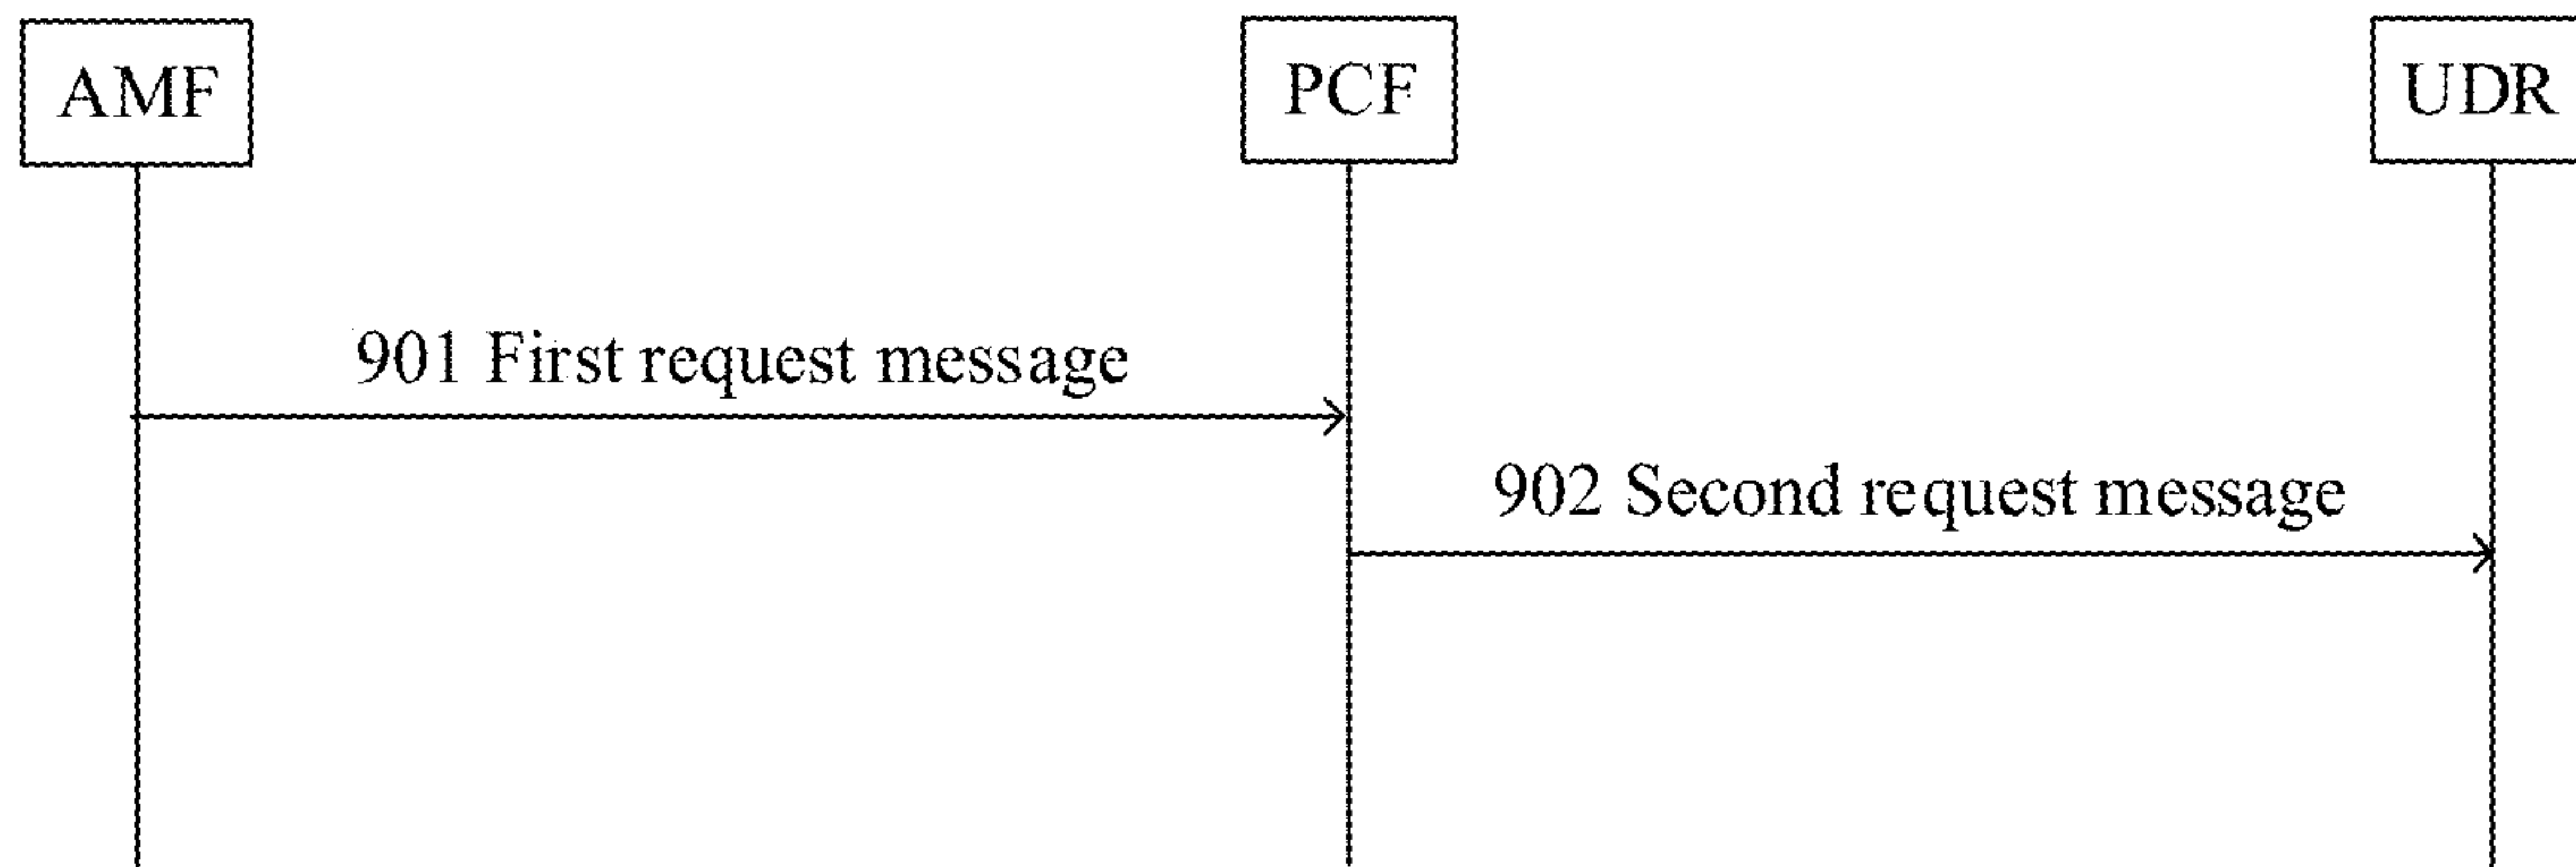 AMF
PCF
UDR
901 First request message
902 Second request message